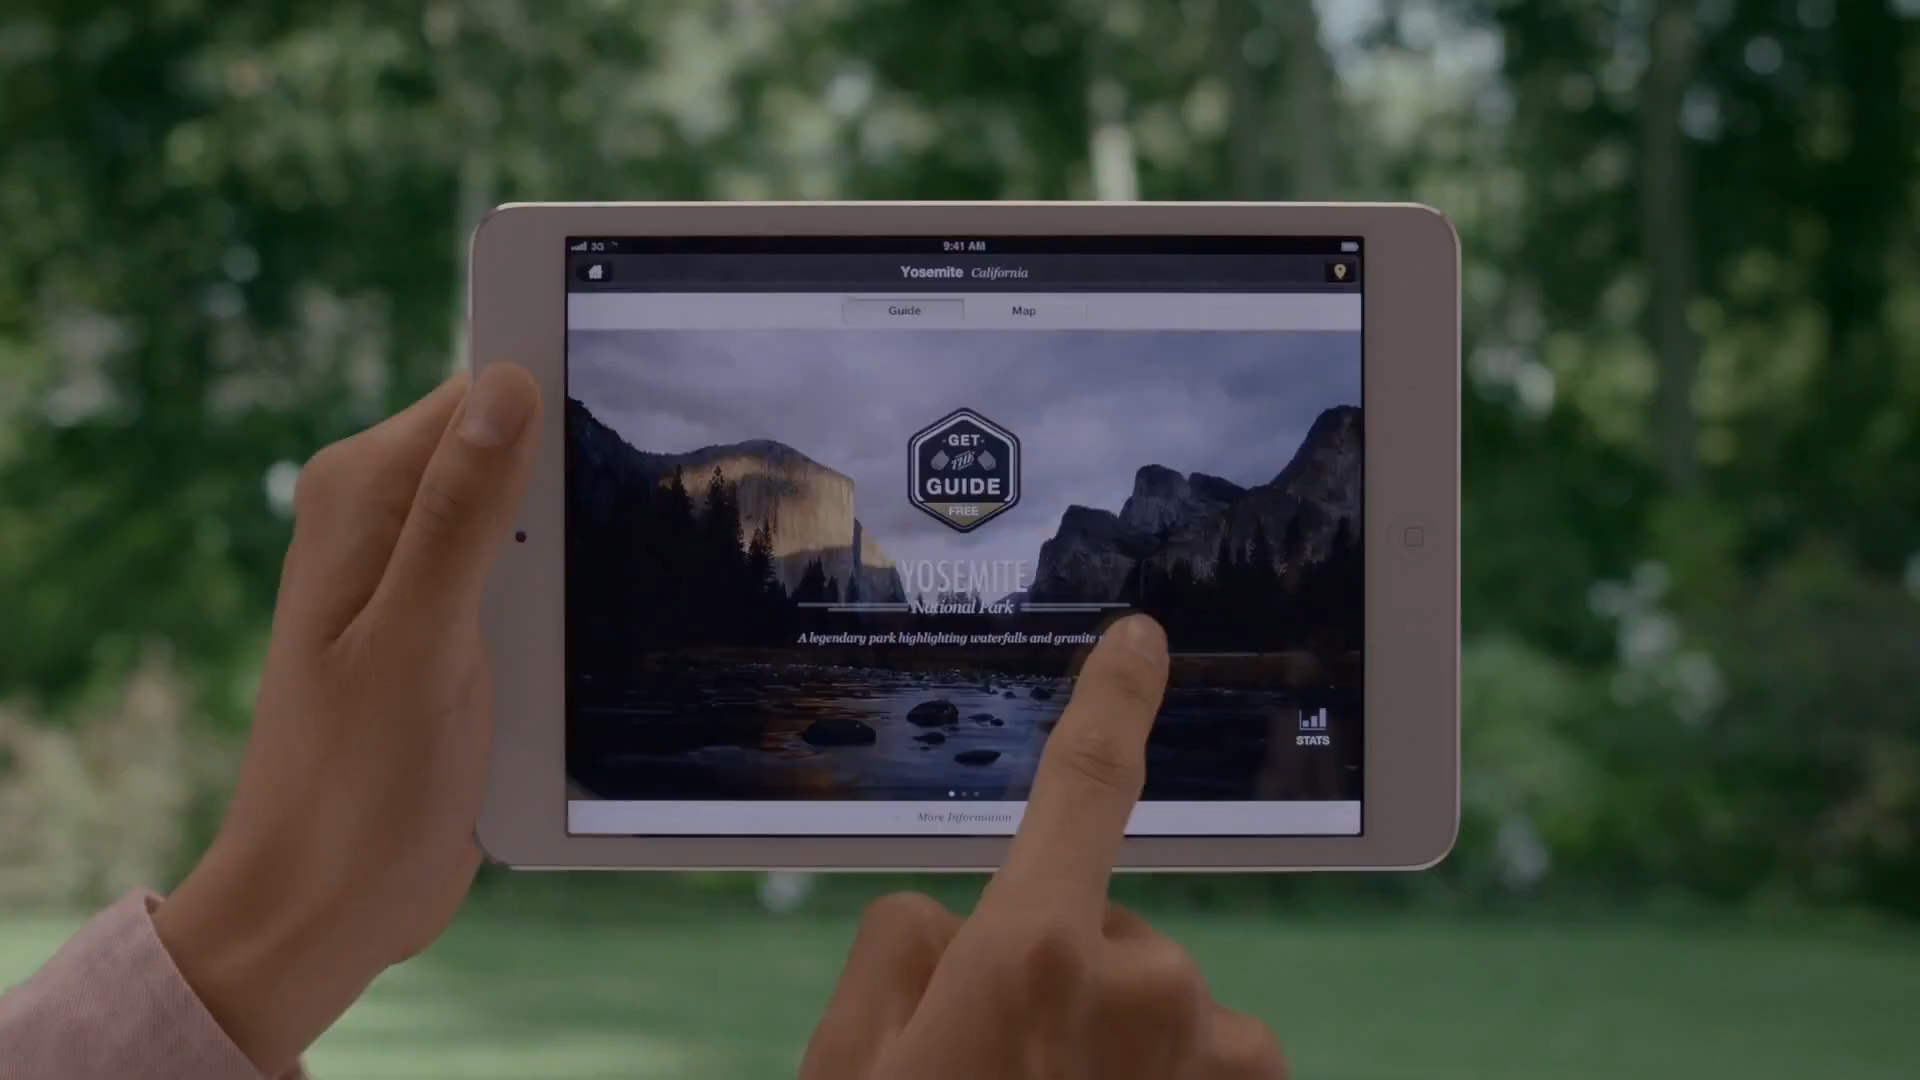 3G
9:41 AM
Yosemite California
Guide Map
GET
THE
GUIDE
FREE
YOSEMITE
National Park
A legendary park highlighting waterfalls and granite
STATS
More Information